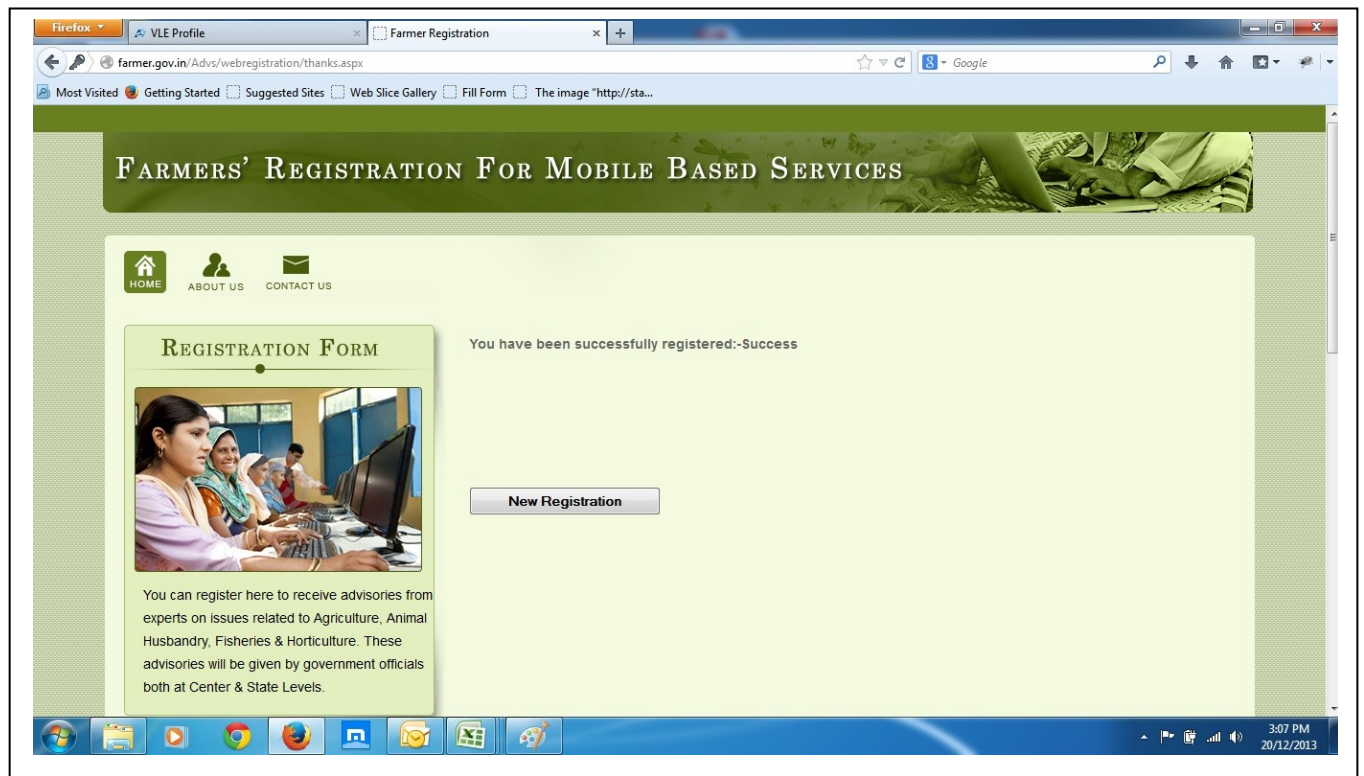 Firefox
VLE Profile
Farmer Registration
farmer.gov.in/Advs/webregistration/thanks.aspx
Google
Most Visited Getting Started Suggested Sites Web Slice Gallery Fill Form The image "http://sta...
FARMERS' REGISTRATION FOR MOBILE BASED SERVICES
HOME
ABOUT US
CONTACT US
REGISTRATION FORM
You have been successfully registered:-Success
New Registration
You can register here to receive advisories from
experts on issues related to Agriculture, Animal
Husbandry, Fisheries & Horticulture. These
advisories will be given by government officials
both at Center & State Levels.
3:07 PM
20/12/2013